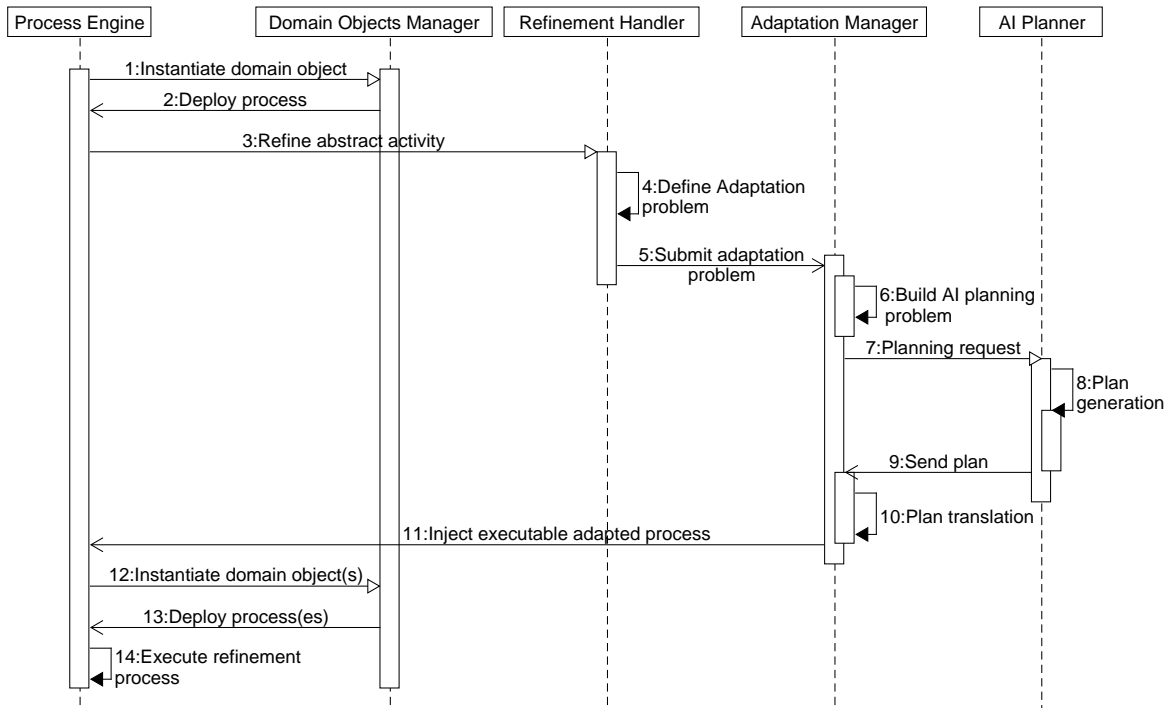 Process Engine
Domain Objects Manager
Refinement Handler
Adaptation Manager
AI Planner
1:Instantiate domain object
2:Deploy process
3:Refine abstract activity
4:Define Adaptation
problem
5:Submit adaptation
problem
6:Build AI planning
problem
7:Planning request
8:Plan
generation
9:Send plan
10:Plan translation
11:Inject executable adapted process
12:Instantiate domain object(s)
13:Deploy process(es)
14:Execute refinement
process